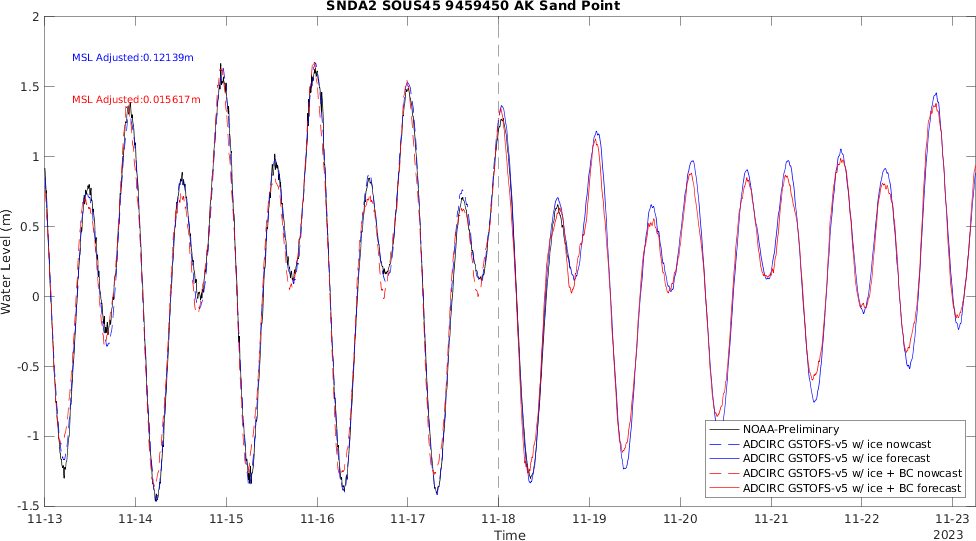 SNDA2 SOUS45 9459450 AK Sand Point
MSL Adjusted:0.12139m
MSL Adjusted:0.015617m
Water Level (m)
2
1.5
1
0.5
0
-0.5
-1
-1.5
NOAA-Preliminary
ADCIRC GSTOFS-v5 w/ ice nowcast
ADCIRC GSTOFS-v5 w/ ice forecast
ADCIRC GSTOFS-v5 w/ice + BC nowcast
ADCIRC GSTOFS-v5 w/ice + BC forecast
11-13 11-14 11-15 11-16 11-17 11-18 11-19 11-20 11-21 11-22 11-23
Time
2023